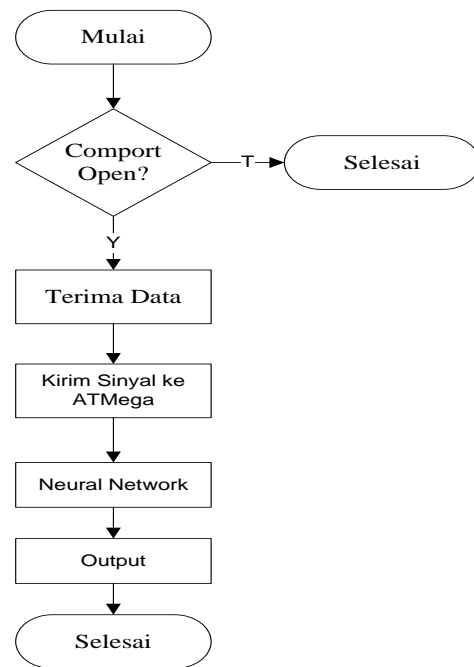 Mulai
Comport
Open?
T
Selesai
Y
Terima Data
Kirim Sinyal ke
ATMega
Neural Network
Output
Selesai